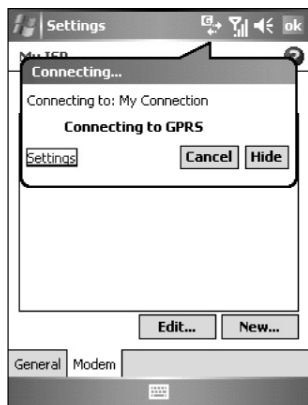 Settings
G
ok
My ISP
?
Connecting...
Connecting to: My Connection
Connecting to GPRS
Settings
Cancel Hide
Edit... New...
General Modem